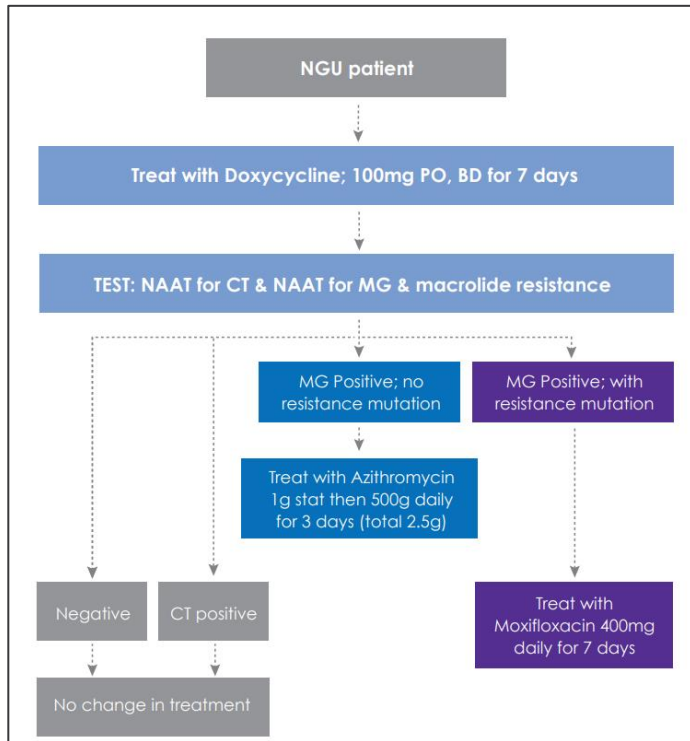 NGU patient
Treat with Doxycycline; 100mg PO, BD for 7 days
TEST: NAAT for CT & NAAT for MG & macrolide resistance
MG Positive; no
resistance mutation
MG Positive; with
resistance mutation
Treat with Azithromycin
1g stat then 500g daily
for 3 days (total 2.5g)
Negative
CT positive
Treat with
Moxifloxacin 400mg
daily for 7 days
No change in treatment